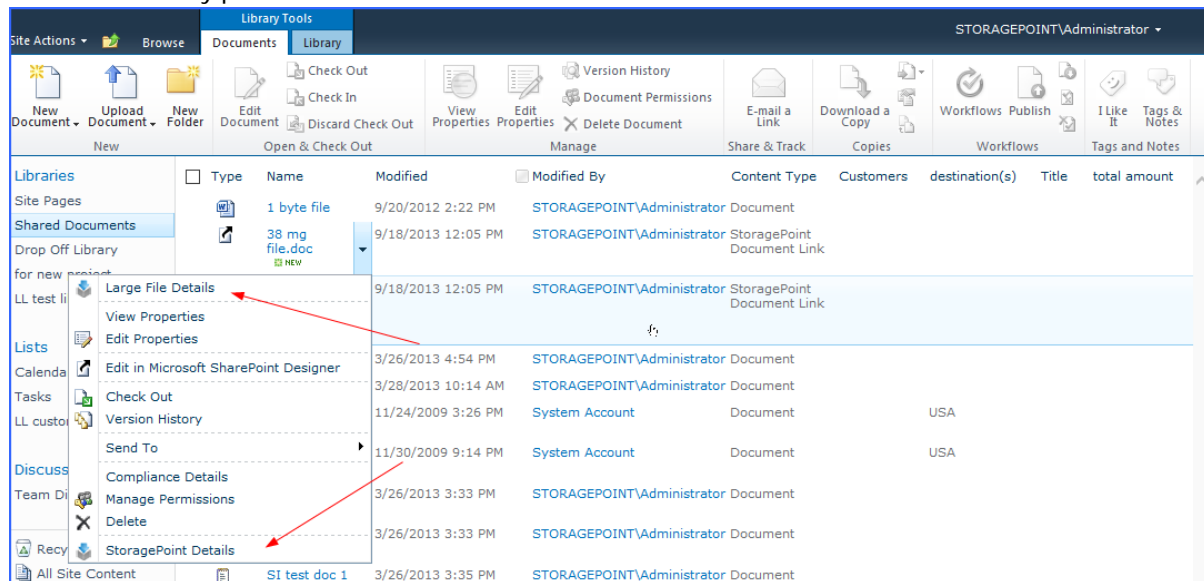 Library Tools
STORAGEPOINT\Administrator
Site Actions Browse Documents Library
New Document Upload Document New Folder
Edit Document Check Out
Check In
Discard Check Out
View Properties Edit Properties Version History
Document Permissions
Delete Document
E-mail a Link Download a Copy Workflows Publish I Like It Tags & Notes
New Open & Check Out Manage Share & Track Copies Workflows Tags and Notes
Libraries Type Name Modified Modified By Content Type Customers destination(s) Title total amount
Site Pages 1 byte file 9/20/2012 2:22 PM STORAGEPOINT\Administrator Document
Shared Documents 38 mg file.doc NEW 9/18/2013 12:05 PM STORAGEPOINT\Administrator StoragePoint Document Link
Drop Off Library
for new project
LL test li Large File Details 9/18/2013 12:05 PM STORAGEPOINT\Administrator StoragePoint Document Link
View Properties
Lists Edit Properties
3/26/2013 4:54 PM STORAGEPOINT\Administrator Document
Calenda Edit in Microsoft SharePoint Designer
3/28/2013 10:14 AM STORAGEPOINT\Administrator Document
Tasks Check Out
LL custo Version History 11/24/2009 3:26 PM System Account Document USA
Send To 11/30/2009 9:14 PM System Account Document USA
Discuss Compliance Details
Team Di Manage Permissions 3/26/2013 3:33 PM STORAGEPOINT\Administrator Document
Delete
3/26/2013 3:33 PM STORAGEPOINT\Administrator Document
Recy StoragePoint Details
All Site Content SI test doc 1 3/26/2013 3:35 PM STORAGEPOINT\Administrator Document